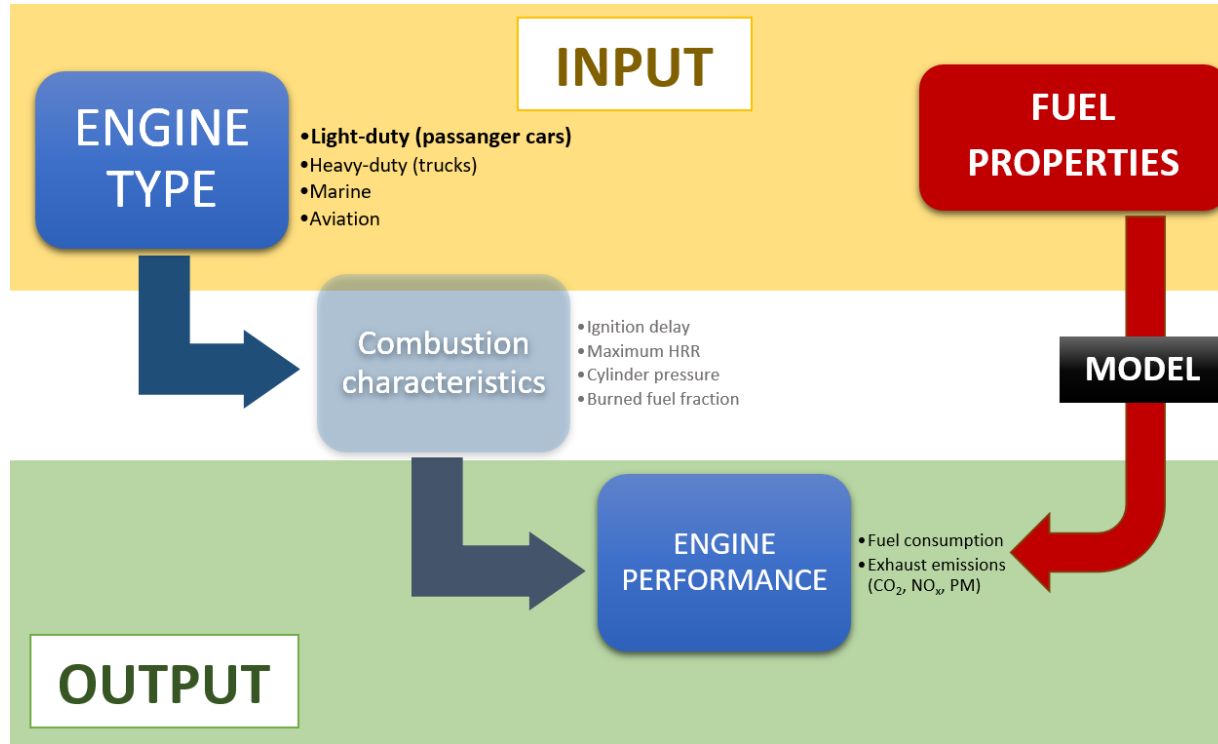 INPUT
ENGINE
TYPE
•Light-duty (passanger cars)
•Heavy-duty (trucks)
•Marine
•Aviation
FUEL
PROPERTIES
Combustion
characteristics
•Ignition delay
•Maximum HRR
•Cylinder pressure
•Burned fuel fraction
MODEL
ENGINE
PERFORMANCE
•Fuel consumption
•Exhaust emissions
(CO₂, NOₓ, PM)
OUTPUT